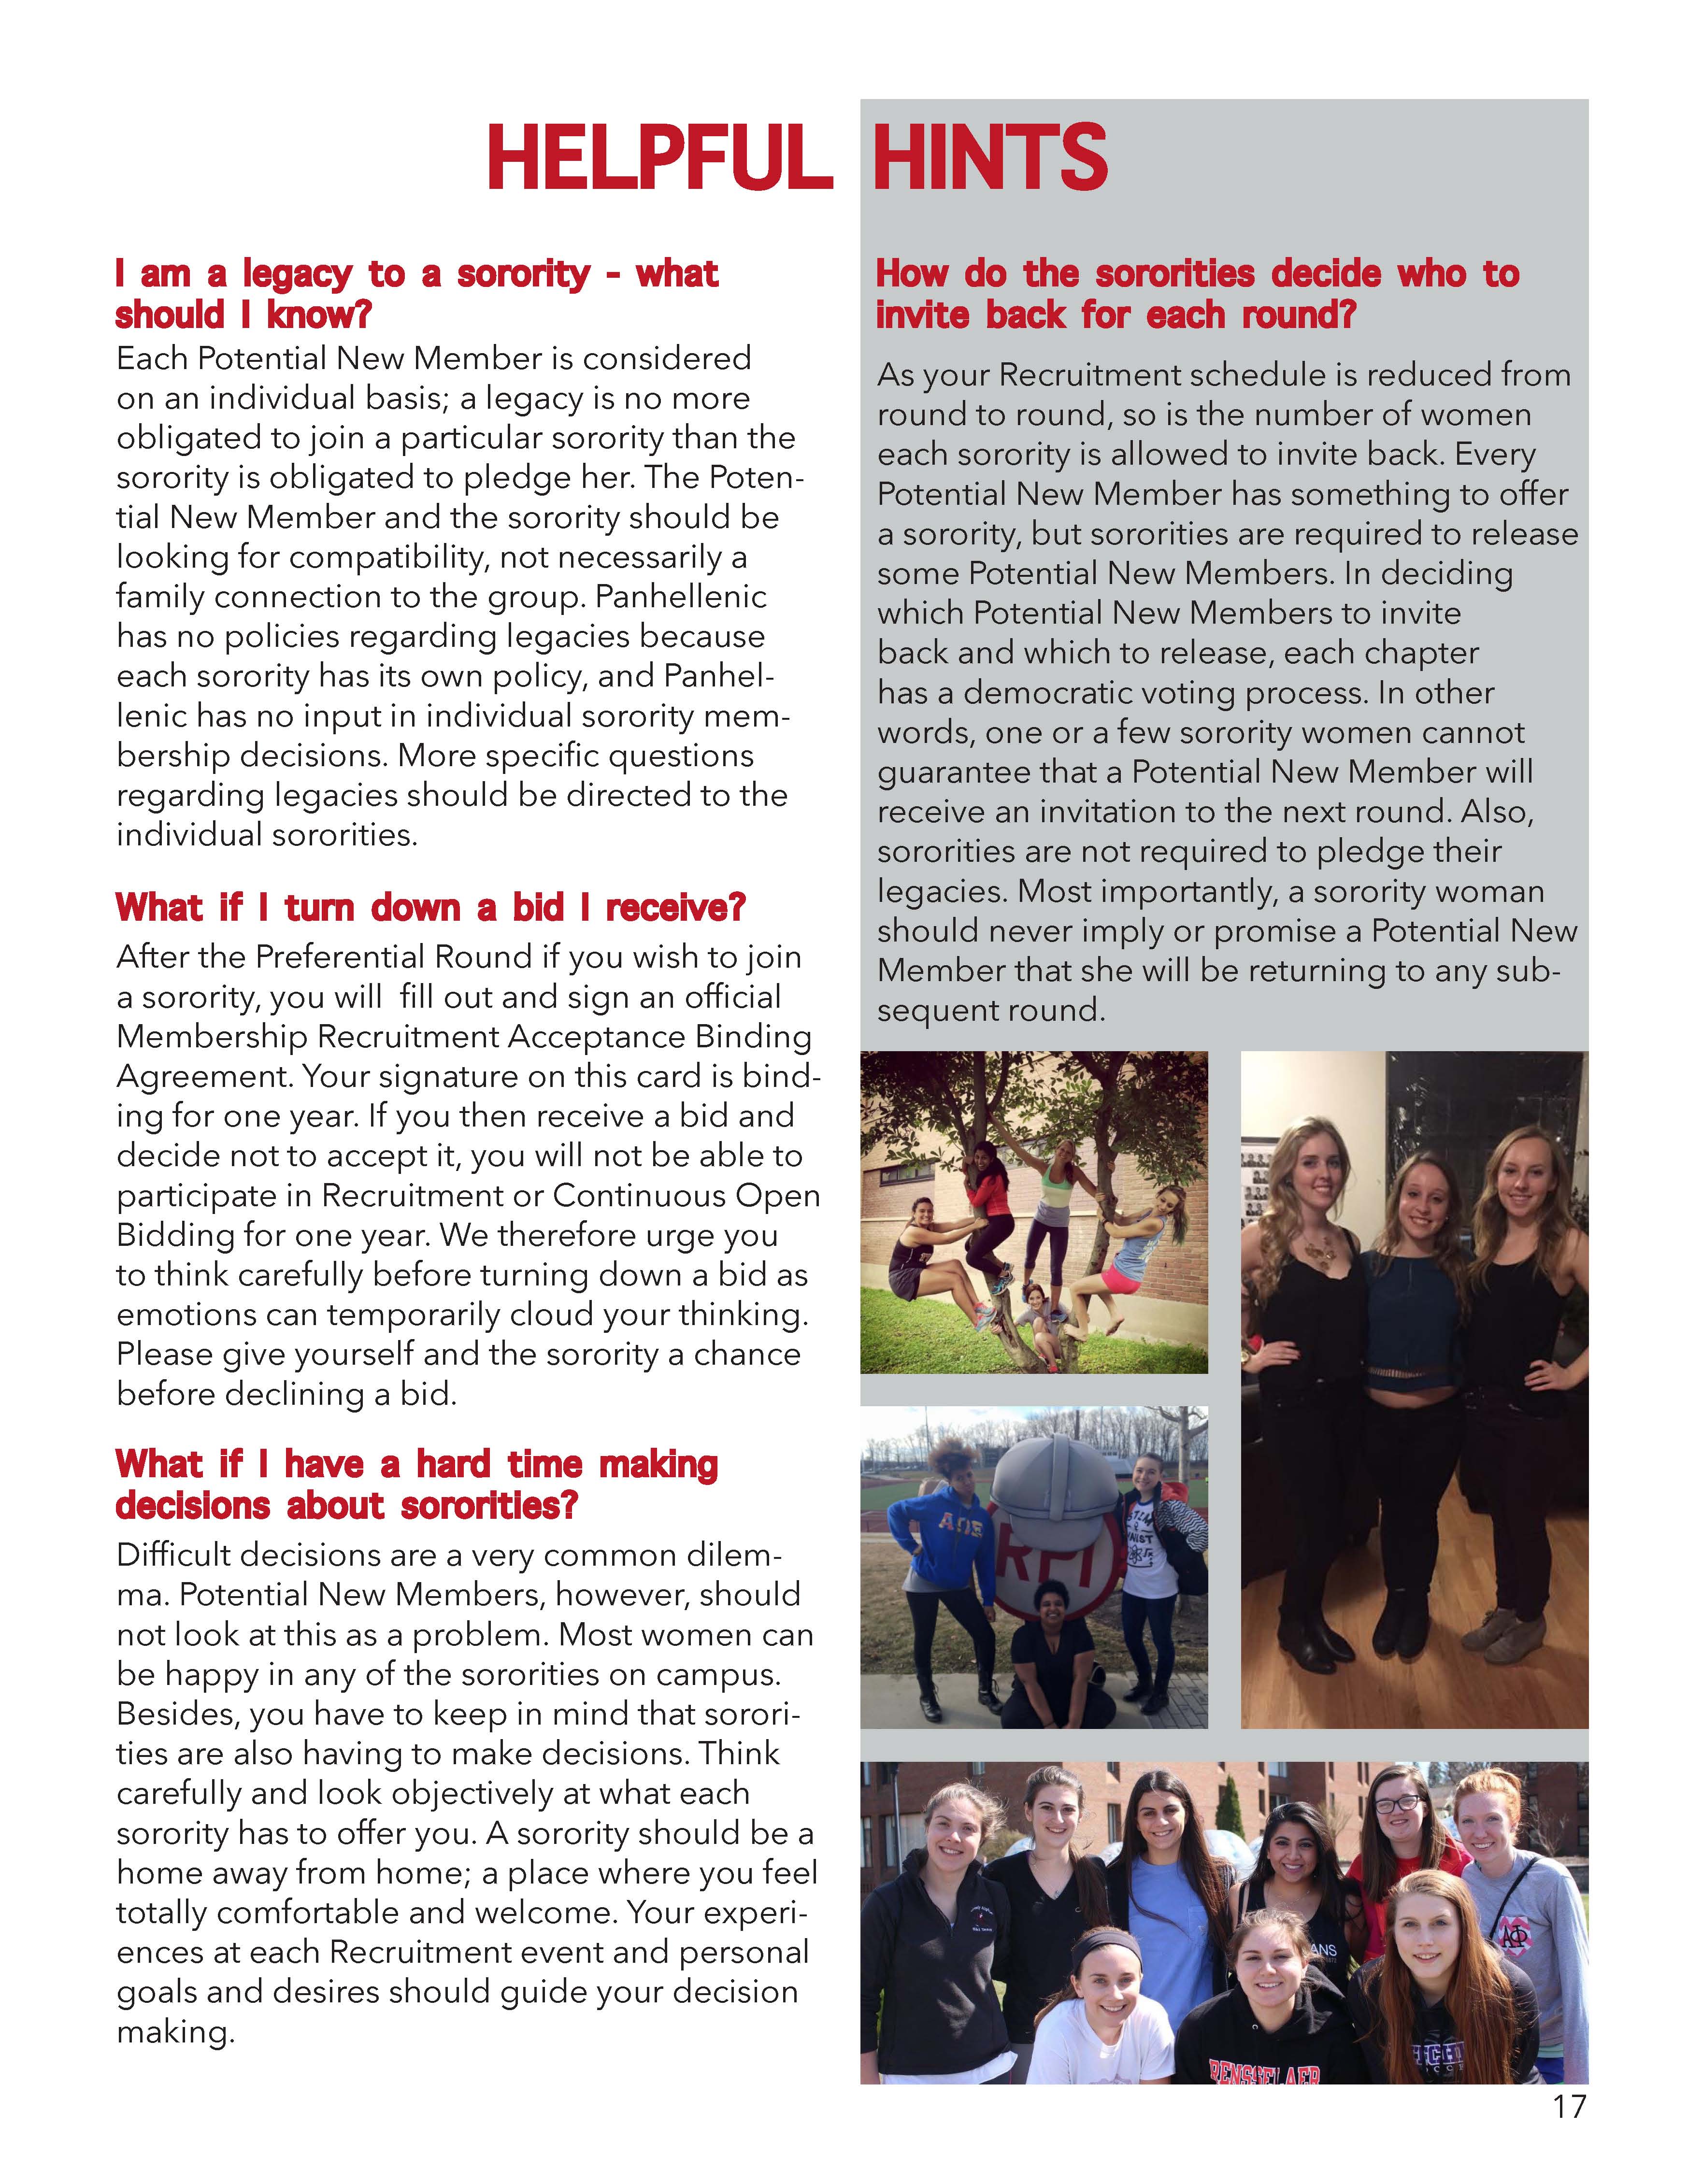 HELPFUL HINTS
I am a legacy to a sorority - what
should I know?
Each Potential New Member is considered
on an individual basis; a legacy is no more
obligated to join a particular sorority than the
sorority is obligated to pledge her. The Poten-
tial New Member and the sorority should be
looking for compatibility, not necessarily a
family connection to the group. Panhellenic
has no policies regarding legacies because
each sorority has its own policy, and Panhel-
lenic has no input in individual sorority mem-
bership decisions. More specific questions
regarding legacies should be directed to the
individual sororities.
What if I turn down a bid I receive?
After the Preferential Round if you wish to join
a sorority, you will  fill out and sign an official
Membership Recruitment Acceptance Binding
Agreement. Your signature on this card is bind-
ing for one year. If you then receive a bid and
decide not to accept it, you will not be able to
participate in Recruitment or Continuous Open
Bidding for one year. We therefore urge you
to think carefully before turning down a bid as
emotions can temporarily cloud your thinking.
Please give yourself and the sorority a chance
before declining a bid.
What if I have a hard time making
decisions about sororities?
Difficult decisions are a very common dilem-
ma. Potential New Members, however, should
not look at this as a problem. Most women can
be happy in any of the sororities on campus.
Besides, you have to keep in mind that sorori-
ties are also having to make decisions. Think
carefully and look objectively at what each
sorority has to offer you. A sorority should be a
home away from home; a place where you feel
totally comfortable and welcome. Your experi-
ences at each Recruitment event and personal
goals and desires should guide your decision
making.
How do the sororities decide who to
invite back for each round?
As your Recruitment schedule is reduced from
round to round, so is the number of women
each sorority is allowed to invite back. Every
Potential New Member has something to offer
a sorority, but sororities are required to release
some Potential New Members. In deciding
which Potential New Members to invite
back and which to release, each chapter
has a democratic voting process. In other
words, one or a few sorority women cannot
guarantee that a Potential New Member will
receive an invitation to the next round. Also,
sororities are not required to pledge their
legacies. Most importantly, a sorority woman
should never imply or promise a Potential New
Member that she will be returning to any sub-
sequent round.
RPI
ΑΦ
RENSSELAER
17